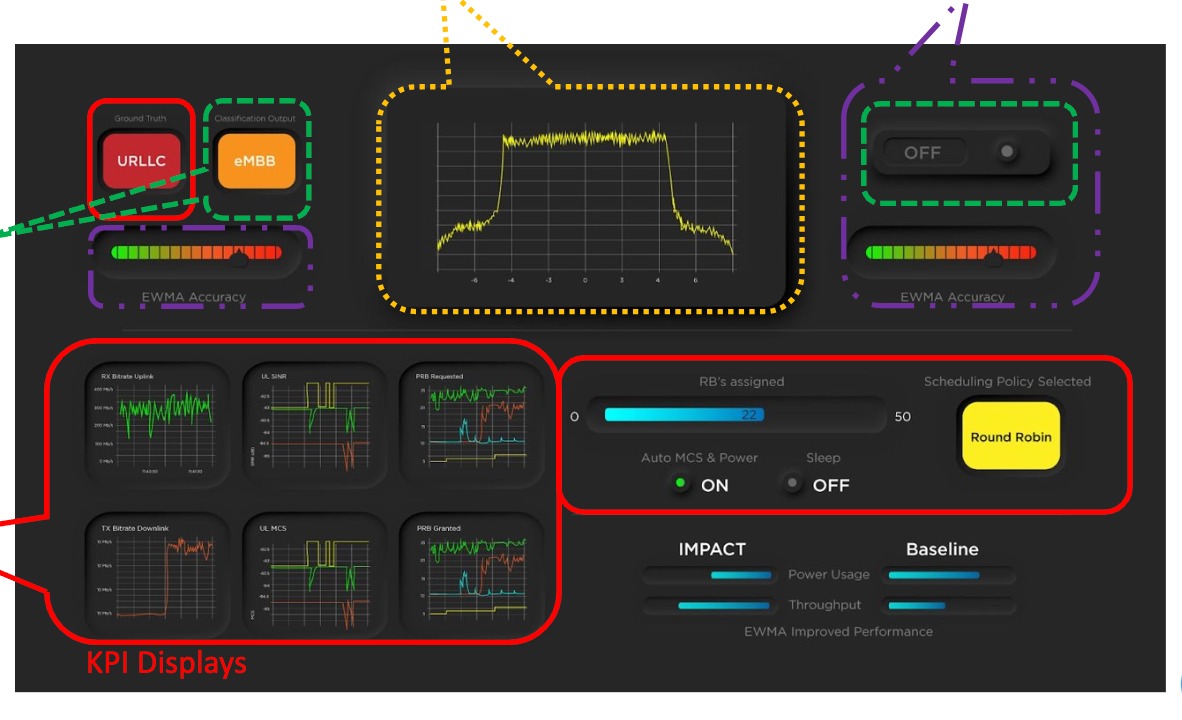 Ground Truth
Classification Output
URLLC
eMBB
OFF
EWMA Accuracy
EWMA Accuracy
-6 -4 -3 0 3 4 6
RX Bitrate Uplink
UL SINR
PRB Requested
TX Bitrate Downlink
UL MCS
PRB Granted
KPI Displays
RB's assigned
Scheduling Policy Selected
0
22
50
Round Robin
Auto MCS & Power
Sleep
ON
OFF
IMPACT
Baseline
Power Usage
Throughput
EWMA Improved Performance